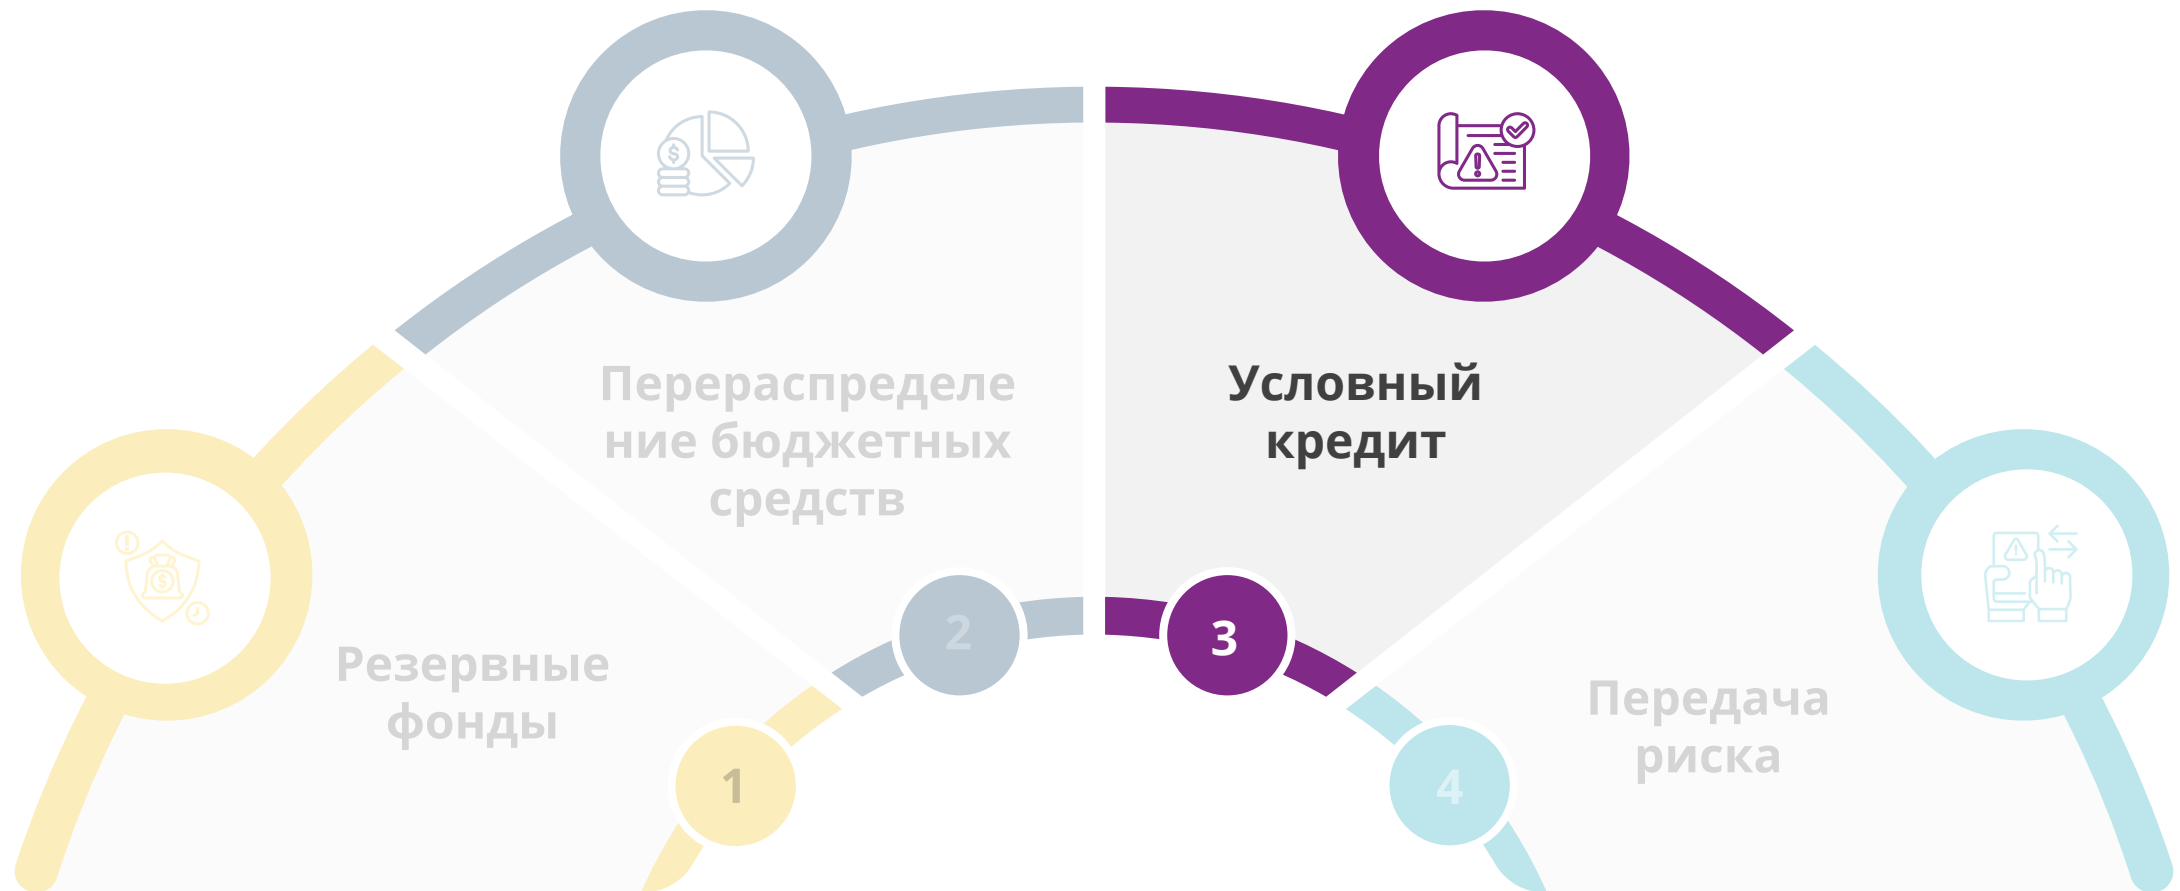 Резервные
фонды
1
Перераспределе
ние бюджетных
средств
2
Условный
кредит
3
Передача
риска
4